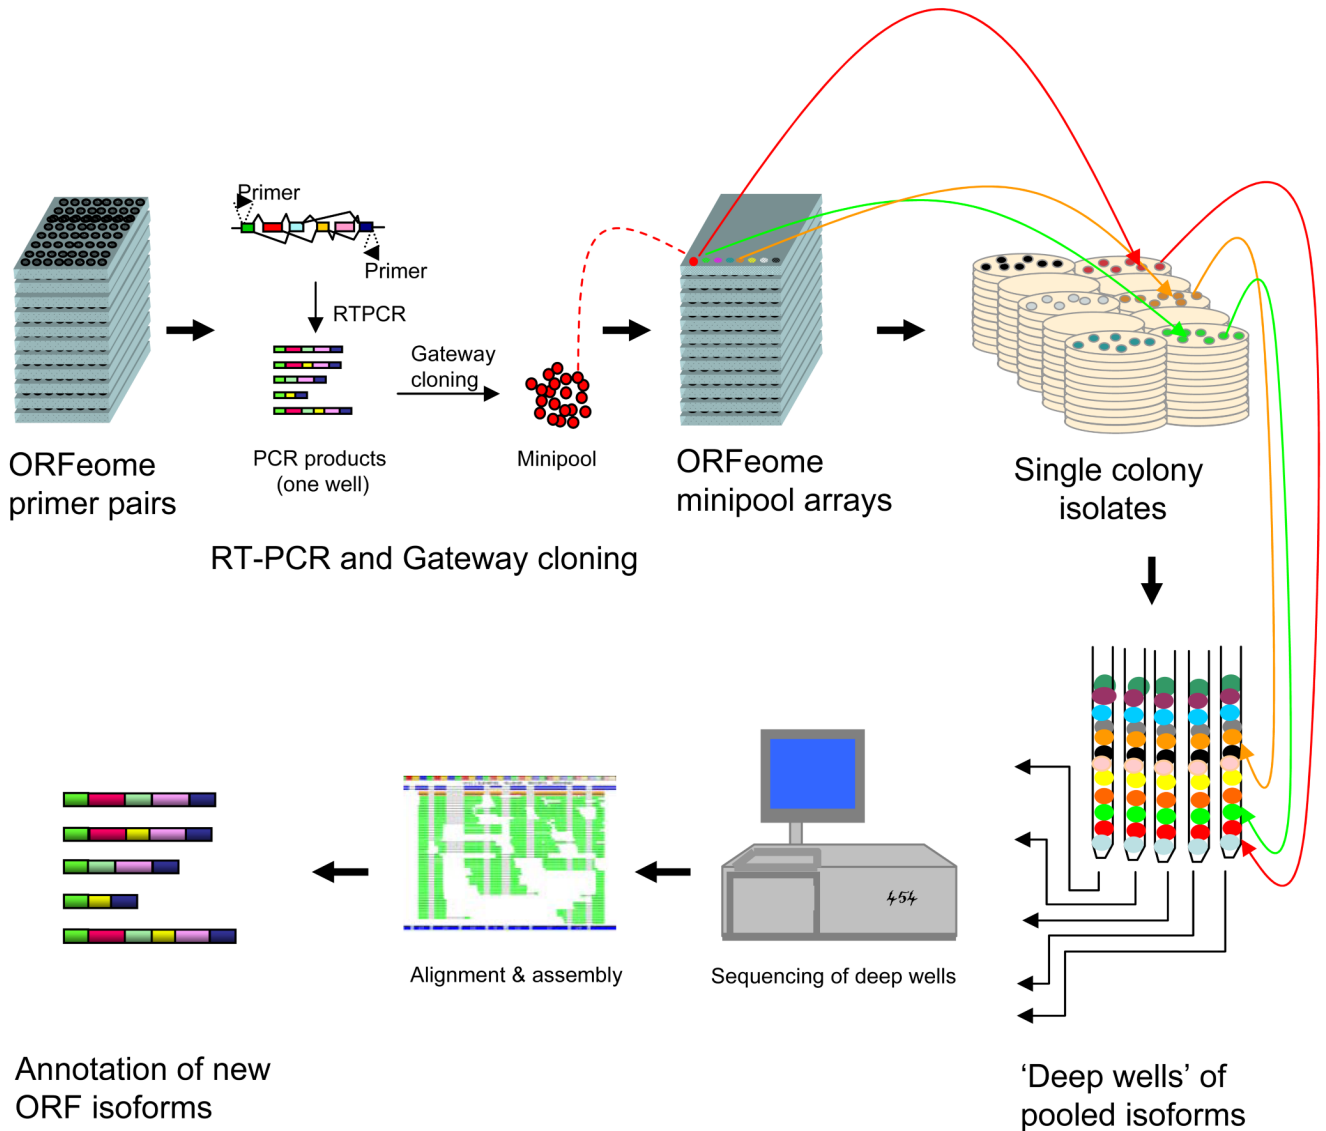 Primer
Primer
RTPCR
Gateway
cloning
ORFeome
primer pairs
PCR products
(one well)
Minipool
ORFeome
minipool arrays
Single colony
isolates
RT-PCR and Gateway cloning
454
Alignment & assembly
Sequencing of deep wells
Annotation of new
ORF isoforms
‘Deep wells’ of
pooled isoforms